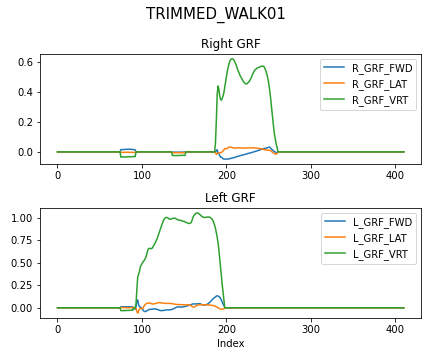 TRIMMED_WALK01
Right GRF
R_GRF_FWD
R_GRF_LAT
R_GRF_VRT
0.6
0.4
0.2
0.0
0 100 200 300 400
Left GRF
L_GRF_FWD
L_GRF_LAT
L_GRF_VRT
1.00
0.75
0.50
0.25
0.00
0 100 200 300 400
Index